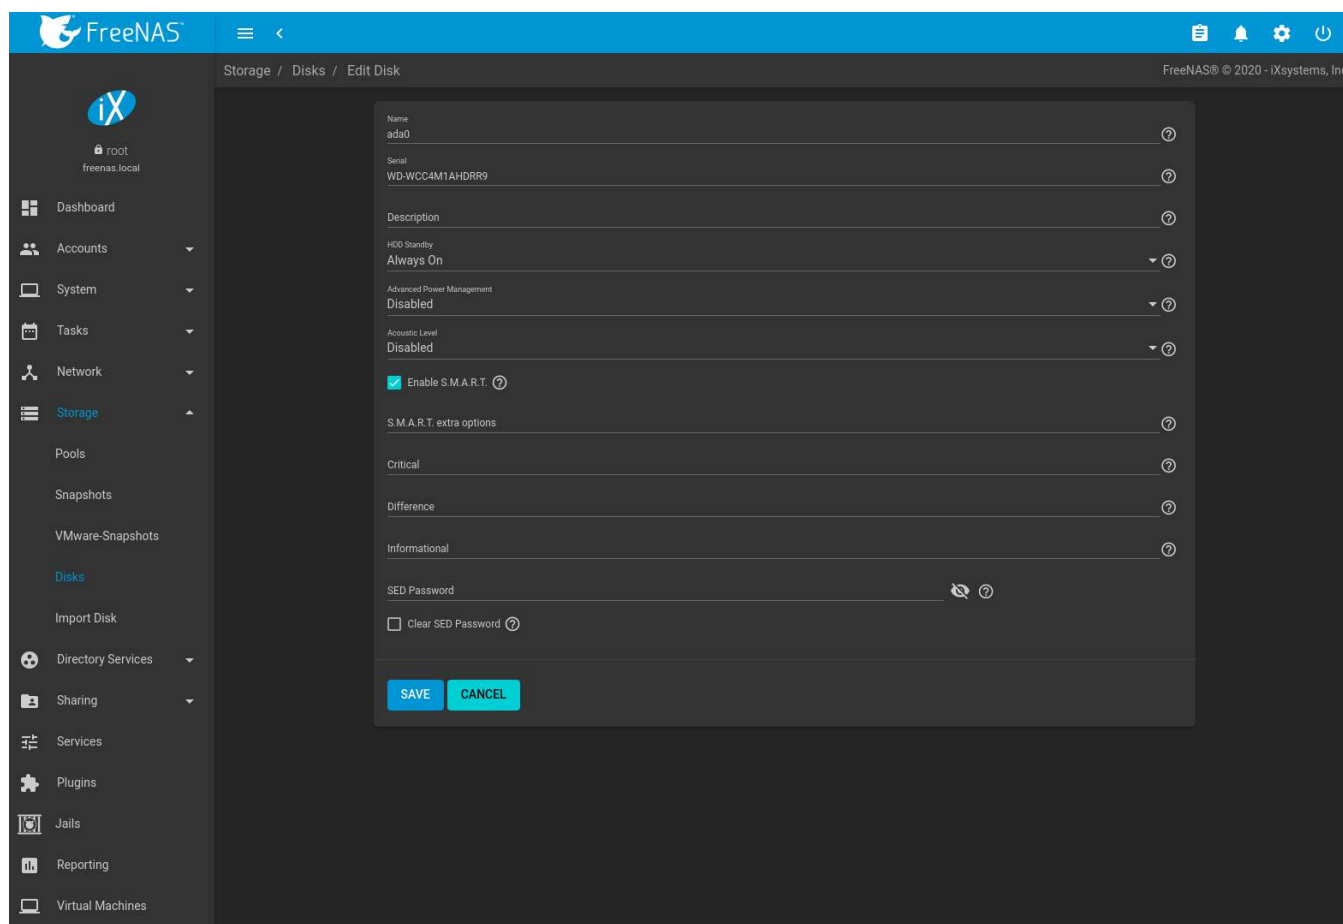 FreeNAS
Storage / Disks / Edit Disk
FreeNAS® © 2020 - iXsystems, Inc
iX
root
freenas.local
Dashboard
Accounts
System
Tasks
Network
Storage
Pools
Snapshots
VMware-Snapshots
Disks
Import Disk
Directory Services
Sharing
Services
Plugins
Jails
Reporting
Virtual Machines
Name
ada0
Serial
WD-WCC4M1AHDRR9
Description
HDD Standby
Always On
Advanced Power Management
Disabled
Acoustic Level
Disabled
Enable S.M.A.R.T.
S.M.A.R.T. extra options
Critical
Difference
Informational
SED Password
Clear SED Password
SAVE
CANCEL